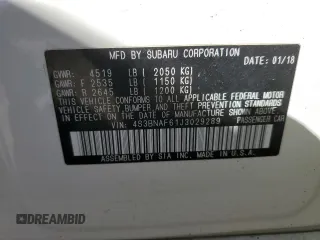 MFD BY SUBARU CORPORATION
DATE: 01/18
GVWR: 4519 LB [ 2050 KG]
GAWR: F 2535 LB [ 1150 KG]
GAWR: R 2645 LB [ 1200 KG]
THIS VEHICLE CONFORMS TO ALL APPLICABLE FEDERAL MOTOR
VEHICLE SAFETY, BUMPER, AND THEFT PREVENTION STANDARDS
IN EFFECT ON THE DATE OF MANUFACTURE SHOWN ABOVE.
VIN: 4S3BNAF61J3029289 PASSENGER CAR
ASSEMBLED BY SIA INC. MADE IN U.S.A.
DREAMBID